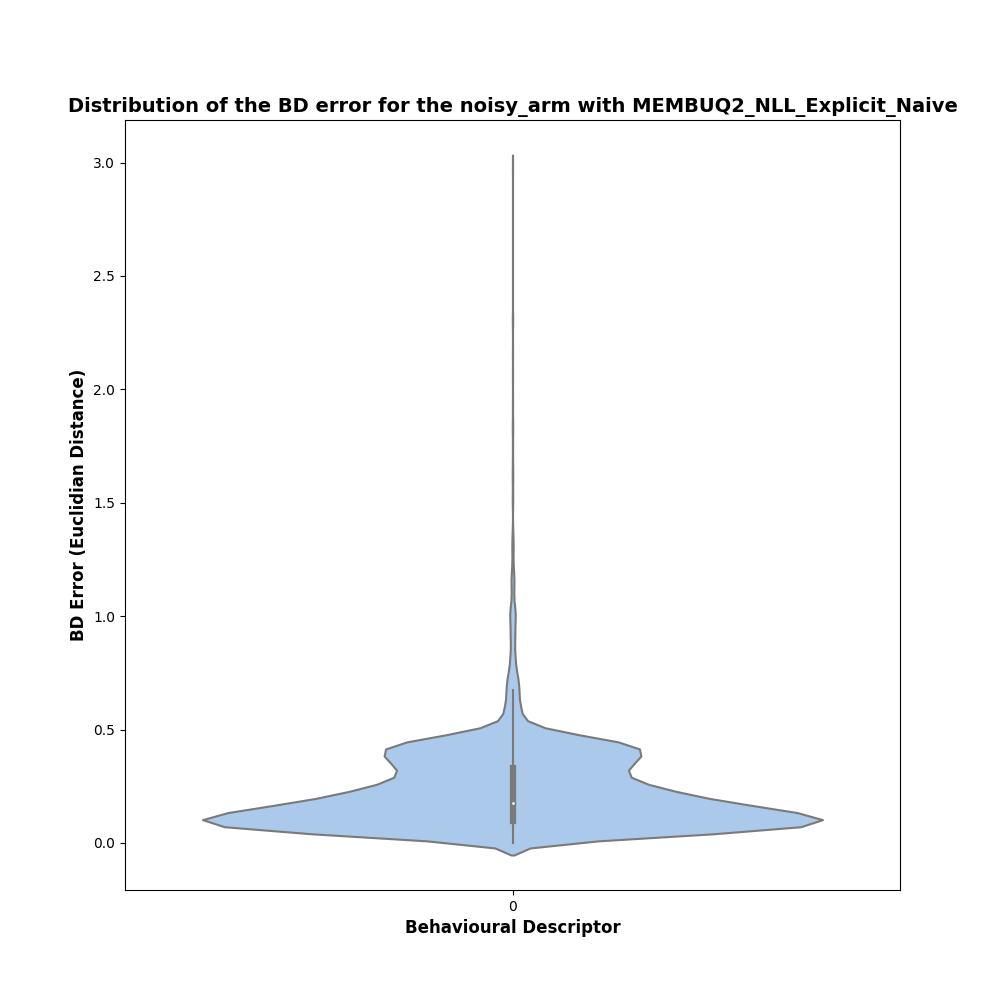 Distribution of the BD error for the noisy_arm with MEMBUQ2_NLL_Explicit_Naive
3.0
2.5
2.0
1.5
1.0
0.5
0.0
BD Error (Euclidian Distance)
0
Behavioural Descriptor